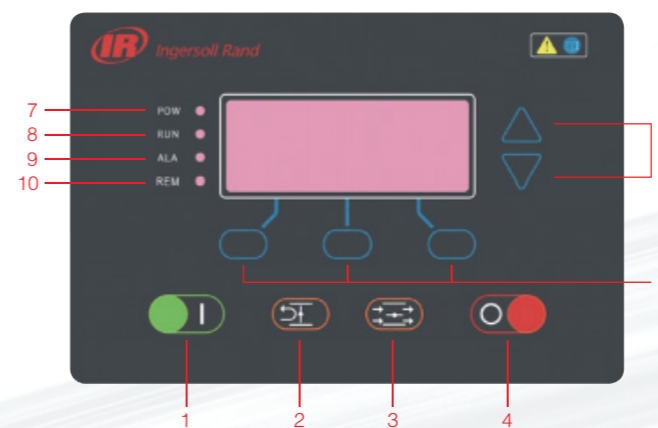 IR Ingersoll Rand
7 POW
8 RUN
9 ALA
10 REM
1 2 3 4